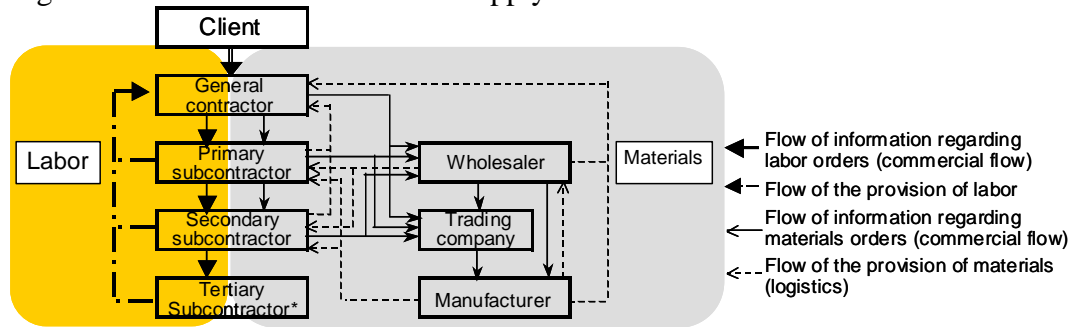 supply
Client
General
contractor
Labor
Primary
subcontractor
Wholesaler
Materials
Secondary
subcontractor
Trading
company
Tertiary
Subcontractor*
Manufacturer
Flow of information regarding
labor orders (commercial flow)
Flow of the provision of labor
Flow of information regarding
materials orders (commercial flow)
Flow of the provision of materials
(logistics)